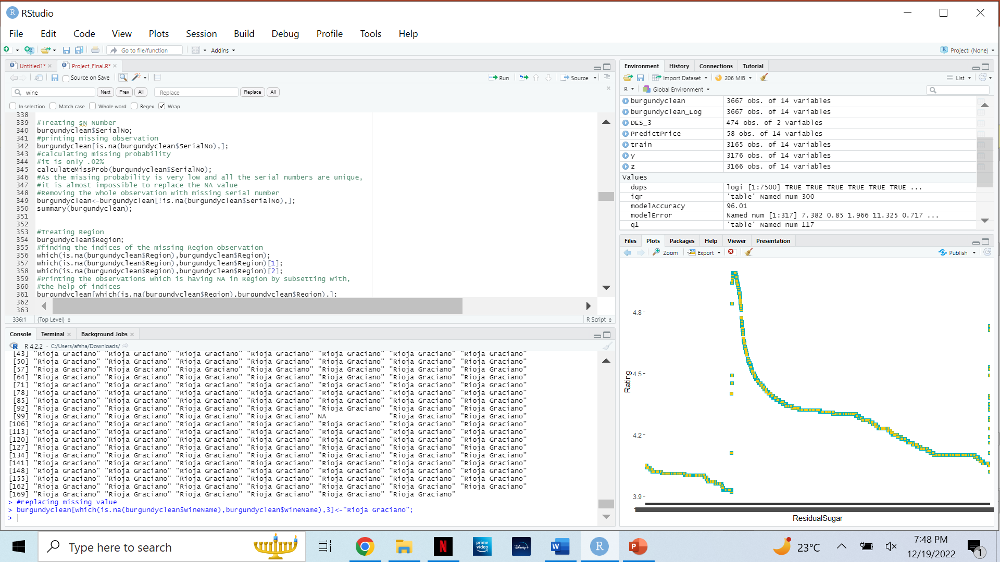 RStudio
File Edit Code View Plots Session Build Debug Profile Tools Help
Go to file/function Addins Project: (None)
Untitled1* Project_Final.R*
Source on Save Run Source
wine Next Prev All Replace Replace All
In selection Match case Whole word Regex Wrap
338
339 #Treating sN Number
340 burgundyclean$SerialNo;
341 #printing missing observation
342 burgundyclean[is.na(burgundyclean$SerialNo),];
343 #calculating missing probability
344 #it is only .02%
345 calculateMissProb(burgundyclean$SerialNo);
346 #As the missing probability is very low and all the serial numbers are unique,
347 #it is almost impossible to replace the NA value
348 #Removing the whole observation with missing serial number
349 burgundyclean<-burgundyclean[!is.na(burgundyclean$SerialNo),];
350 summary(burgundyclean);
351
352
353 #Treating Region
354 burgundyclean$Region;
355 #finding the indices of the missing Region observation
356 which(is.na(burgundyclean$Region),burgundyclean$Region);
357 which(is.na(burgundyclean$Region),burgundyclean$Region)[1];
358 which(is.na(burgundyclean$Region),burgundyclean$Region)[2];
359 #Printing the observations which is having NA in Region by subsetting with,
360 #the help of indices
361 burgundyclean[which(is.na(burgundyclean$Region),burgundyclean$Region),];
362
363
336:1 (Top Level) R Script
Console Terminal Background Jobs
R 4.2.2 · C:/Users/afsha/Downloads/
[43] "Rioja Graciano" "Rioja Graciano" "Rioja Graciano" "Rioja Graciano" "Rioja Graciano" "Rioja Graciano" "Rioja Graciano"
[50] "Rioja Graciano" "Rioja Graciano" "Rioja Graciano" "Rioja Graciano" "Rioja Graciano" "Rioja Graciano" "Rioja Graciano"
[57] "Rioja Graciano" "Rioja Graciano" "Rioja Graciano" "Rioja Graciano" "Rioja Graciano" "Rioja Graciano" "Rioja Graciano"
[64] "Rioja Graciano" "Rioja Graciano" "Rioja Graciano" "Rioja Graciano" "Rioja Graciano" "Rioja Graciano" "Rioja Graciano"
[71] "Rioja Graciano" "Rioja Graciano" "Rioja Graciano" "Rioja Graciano" "Rioja Graciano" "Rioja Graciano" "Rioja Graciano"
[78] "Rioja Graciano" "Rioja Graciano" "Rioja Graciano" "Rioja Graciano" "Rioja Graciano" "Rioja Graciano" "Rioja Graciano"
[85] "Rioja Graciano" "Rioja Graciano" "Rioja Graciano" "Rioja Graciano" "Rioja Graciano" "Rioja Graciano" "Rioja Graciano"
[92] "Rioja Graciano" "Rioja Graciano" "Rioja Graciano" "Rioja Graciano" "Rioja Graciano" "Rioja Graciano" "Rioja Graciano"
[99] "Rioja Graciano" "Rioja Graciano" "Rioja Graciano" "Rioja Graciano" NA "Rioja Graciano" "Rioja Graciano"
[106] "Rioja Graciano" "Rioja Graciano" "Rioja Graciano" "Rioja Graciano" "Rioja Graciano" "Rioja Graciano" "Rioja Graciano"
[113] "Rioja Graciano" "Rioja Graciano" "Rioja Graciano" "Rioja Graciano" "Rioja Graciano" "Rioja Graciano" "Rioja Graciano"
[120] "Rioja Graciano" "Rioja Graciano" "Rioja Graciano" "Rioja Graciano" "Rioja Graciano" "Rioja Graciano" "Rioja Graciano"
[127] "Rioja Graciano" "Rioja Graciano" "Rioja Graciano" "Rioja Graciano" "Rioja Graciano" "Rioja Graciano" "Rioja Graciano"
[134] "Rioja Graciano" "Rioja Graciano" "Rioja Graciano" "Rioja Graciano" "Rioja Graciano" "Rioja Graciano" "Rioja Graciano"
[141] "Rioja Graciano" "Rioja Graciano" "Rioja Graciano" "Rioja Graciano" "Rioja Graciano" "Rioja Graciano" "Rioja Graciano"
[148] "Rioja Graciano" "Rioja Graciano" "Rioja Graciano" "Rioja Graciano" "Rioja Graciano" "Rioja Graciano" "Rioja Graciano"
[155] "Rioja Graciano" "Rioja Graciano" "Rioja Graciano" "Rioja Graciano" "Rioja Graciano" "Rioja Graciano" "Rioja Graciano"
[162] "Rioja Graciano" "Rioja Graciano" "Rioja Graciano" "Rioja Graciano" "Rioja Graciano" "Rioja Graciano" "Rioja Graciano"
[169] "Rioja Graciano" "Rioja Graciano" "Rioja Graciano" "Rioja Graciano" "Rioja Graciano" "Rioja Graciano"
> #replacing missing value
> burgundyclean[which(is.na(burgundyclean$WineName),burgundyclean$WineName),3]<-"Rioja Graciano";
>
Environment History Connections Tutorial
Import Dataset 206 MiB List
R Global Environment
burgundyclean 3667 obs. of 14 variables
burgundyclean_Log 3667 obs. of 14 variables
DES_3 474 obs. of 2 variables
PredictPrice 58 obs. of 14 variables
train 3165 obs. of 14 variables
y 3176 obs. of 14 variables
z 3166 obs. of 14 variables
Values
dups logi [1:7500] TRUE TRUE TRUE TRUE TRUE TRUE ...
iqr 'table' Named num 300
modelAccuracy 96.01
modelError Named num [1:317] 7.382 0.85 1.966 11.325 0.717 ...
q1 'table' Named num 117
Files Plots Packages Help Viewer Presentation
Zoom Export Publish
4.8
4.5
4.2
3.9
Rating
ResidualSugar
Type here to search
N
prime video
Disney+
W
R
P
23°C
7:48 PM
12/19/2022
1